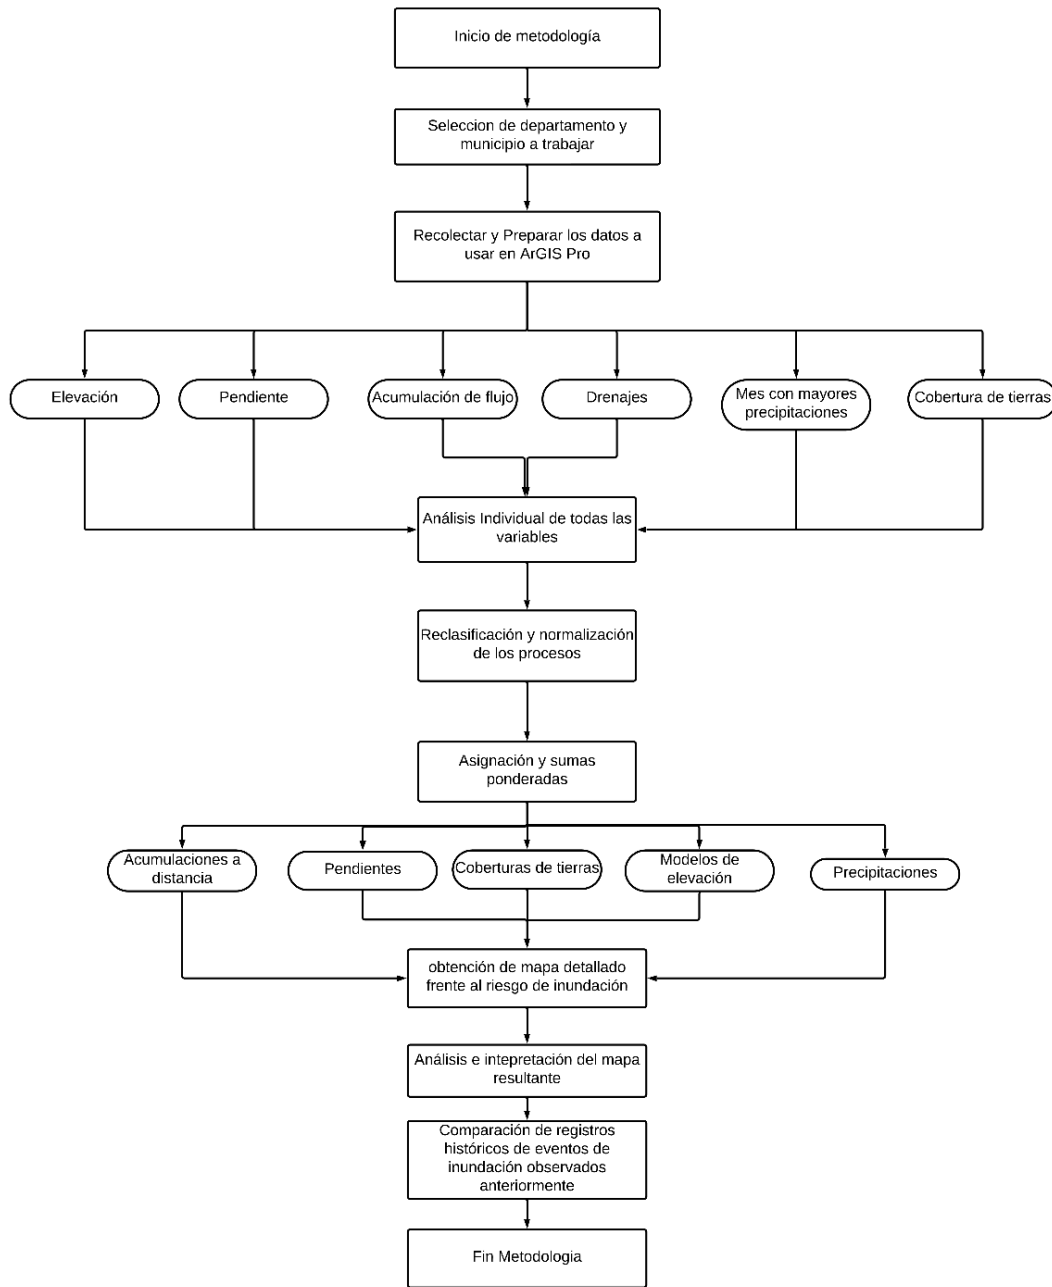 Inicio de metodología
Seleccion de departamento y
municipio a trabajar
Recolectar y Preparar los datos a
usar en ArGIS Pro
Elevación
Pendiente
Acumulación de flujo
Drenajes
Mes con mayores
precipitaciones
Cobertura de tierras
Análisis Individual de todas las
variables
Reclasificación y normalización
de los procesos
Asignación y sumas
ponderadas
Acumulaciones a
distancia
Pendientes
Coberturas de tierras
Modelos de
elevación
Precipitaciones
obtención de mapa detallado
frente al riesgo de inundación
Análisis e intepretación del mapa
resultante
Comparación de registros
históricos de eventos de
inundación observados
anteriormente
Fin Metodologia